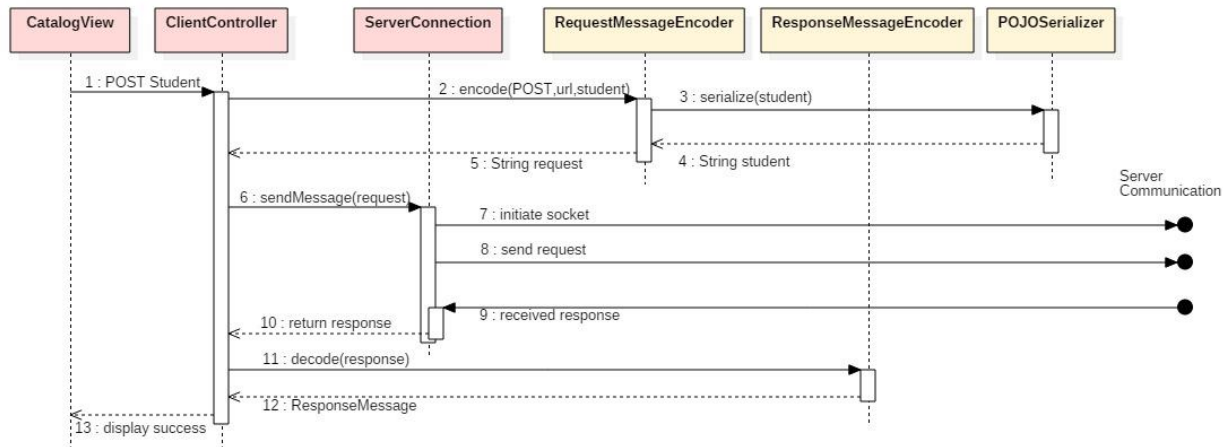 CatalogView
ClientController
ServerConnection
RequestMessageEncoder
ResponseMessageEncoder
POJOSerializer
1 : POST Student
2 : encode(POST,url,student)
3 : serialize(student)
4 : String student
5 : String request
Server
Communication
6 : sendMessage(request)
7 : initiate socket
8 : send request
9 : received response
10 : return response
11 : decode(response)
12 : ResponseMessage
13 : display success